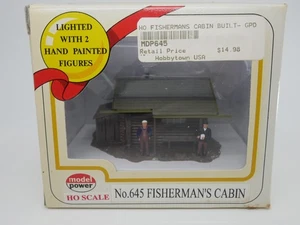 LIGHTED
WITH 2
HAND PAINTED
FIGURES
HO FISHERMANS CABIN BUILT- GPD
MDP645
Retail Price $14.98
Hobbytown USA
model
power
HO SCALE
No.645 FISHERMAN'S CABIN